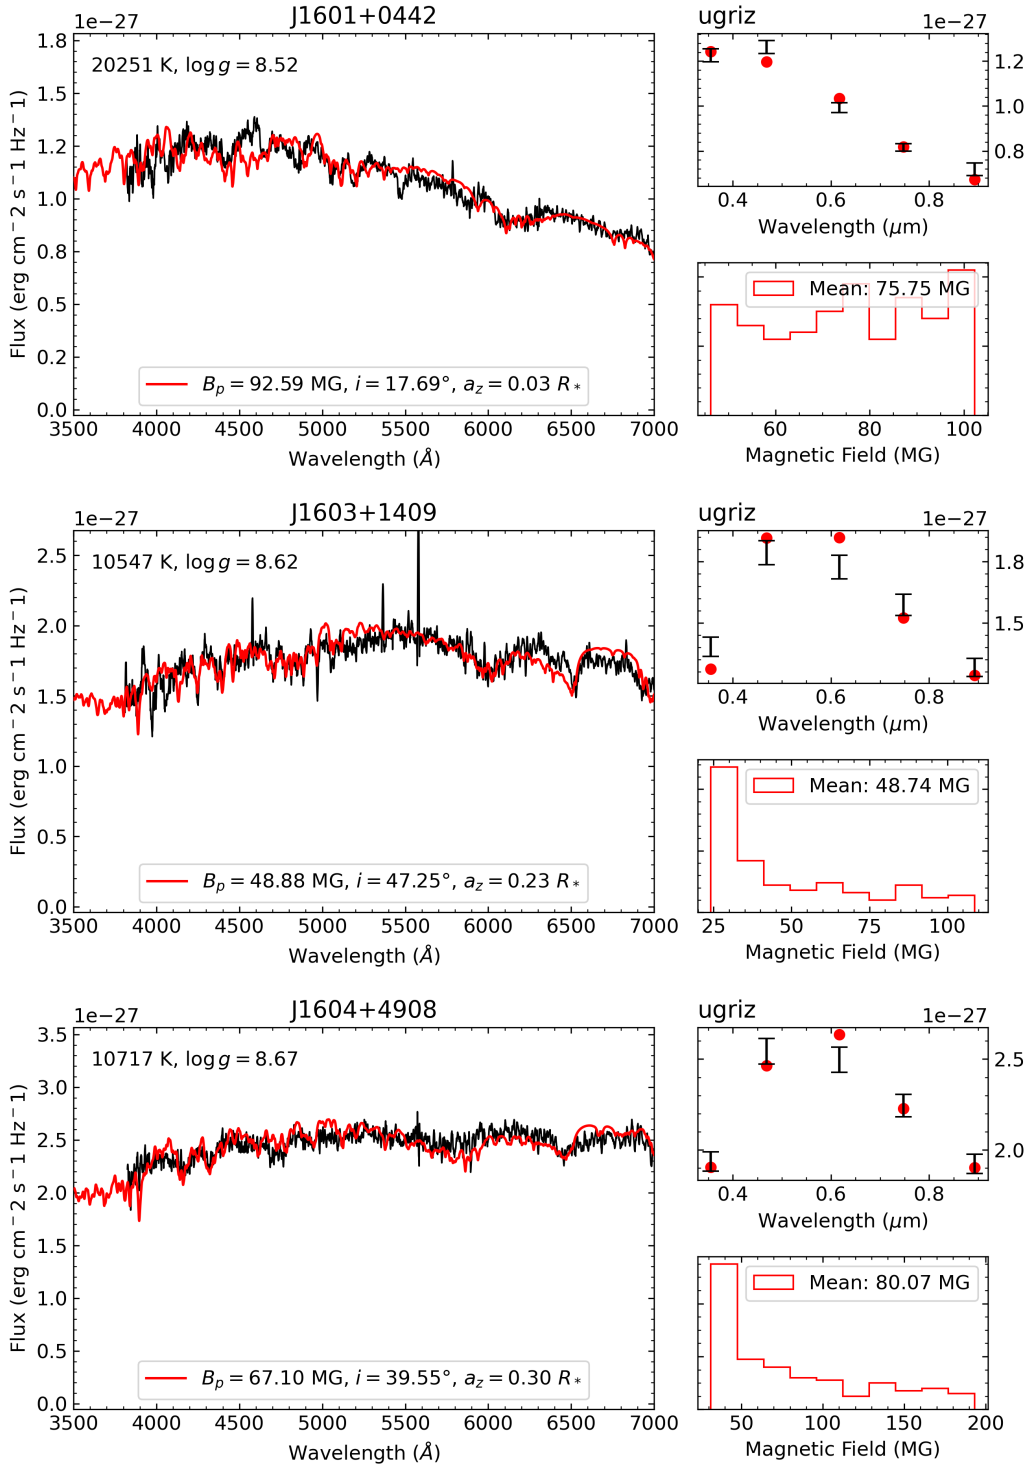 J1601+0442
1e−27
20251 K, log g = 8.52
Flux (erg cm−2 s−1 Hz−1)
1.8
1.5
1.2
1.0
0.8
0.5
0.2
0.0
B_p = 92.59 MG, i = 17.69°, a_z = 0.03 R_*
3500 4000 4500 5000 5500 6000 6500 7000
Wavelength (Å)
ugriz
1e−27
1.2
1.0
0.8
0.4 0.6 0.8
Wavelength (μm)
Mean: 75.75 MG
60 80 100
Magnetic Field (MG)
J1603+1409
1e−27
10547 K, log g = 8.62
Flux (erg cm−2 s−1 Hz−1)
2.5
2.0
1.5
1.0
0.5
0.0
B_p = 48.88 MG, i = 47.25°, a_z = 0.23 R_*
3500 4000 4500 5000 5500 6000 6500 7000
Wavelength (Å)
ugriz
1e−27
1.8
1.5
0.4 0.6 0.8
Wavelength (μm)
Mean: 48.74 MG
25 50 75 100
Magnetic Field (MG)
J1604+4908
1e−27
10717 K, log g = 8.67
Flux (erg cm−2 s−1 Hz−1)
3.5
3.0
2.5
2.0
1.5
1.0
0.5
0.0
B_p = 67.10 MG, i = 39.55°, a_z = 0.30 R_*
3500 4000 4500 5000 5500 6000 6500 7000
Wavelength (Å)
ugriz
1e−27
2.5
2.0
0.4 0.6 0.8
Wavelength (μm)
Mean: 80.07 MG
50 100 150 200
Magnetic Field (MG)